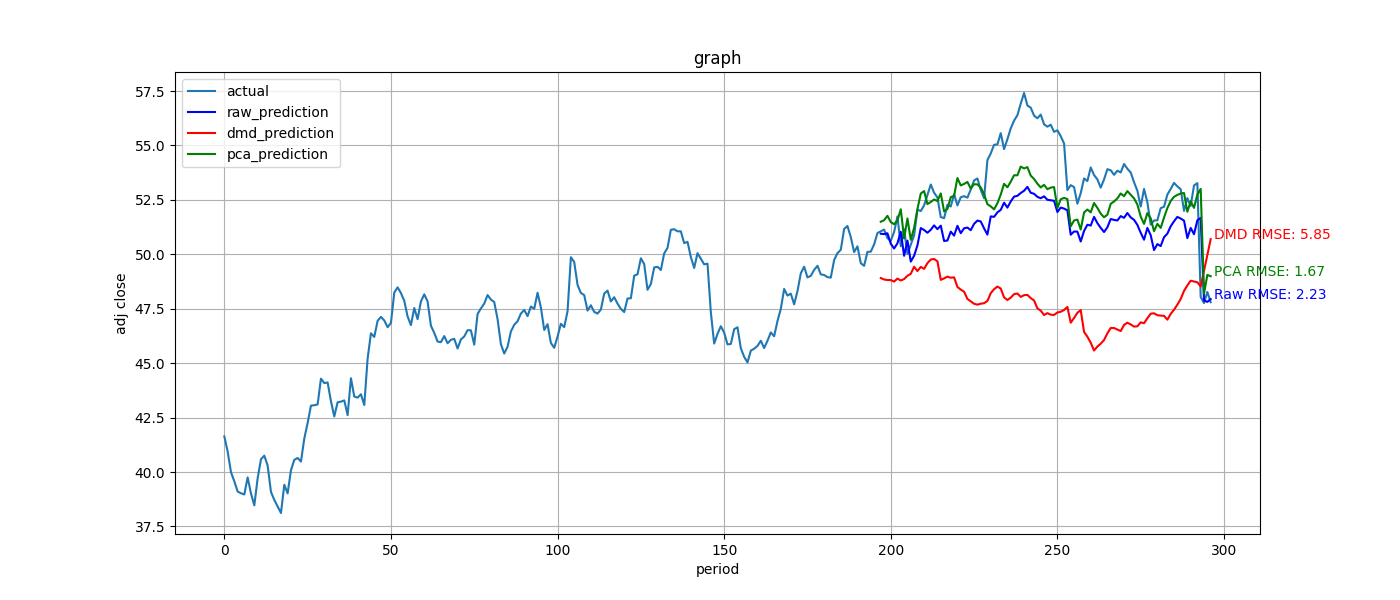 graph
actual
raw_prediction
dmd_prediction
pca_prediction
57.5
55.0
52.5
50.0
47.5
45.0
42.5
40.0
37.5
adj close
DMD RMSE: 5.85
PCA RMSE: 1.67
Raw RMSE: 2.23
0
50
100
150
200
250
300
period